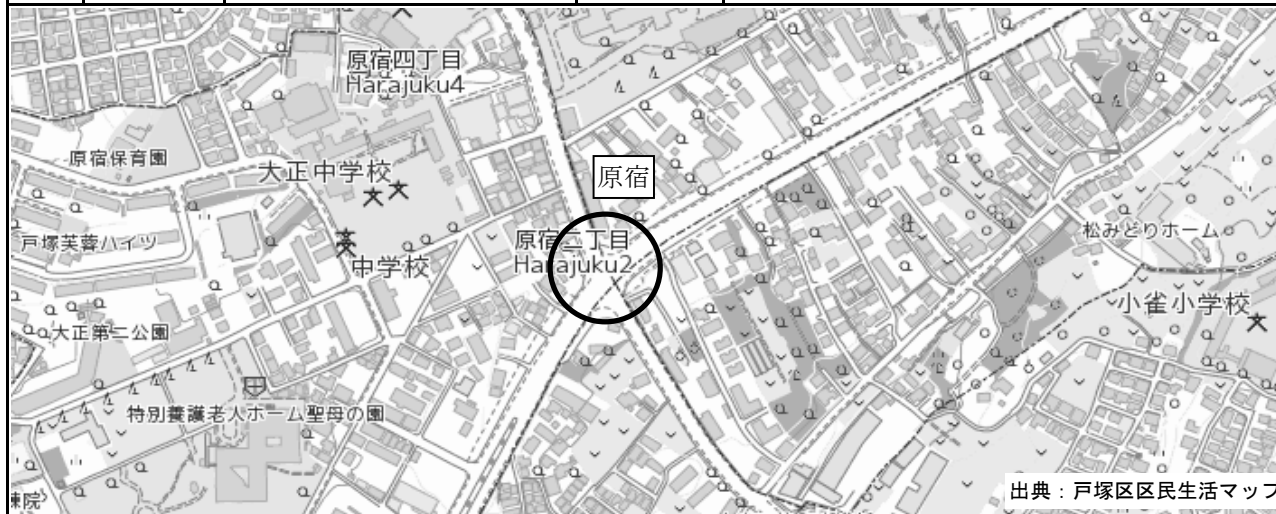 原宿四丁目
Harajuku4
原宿保育園
大正中学校
原宿
戸塚芙蓉ハイツ
中学校
原宿二丁目
Harajuku2
松みどりホーム
小雀小学校
大正第二公園
特別養護老人ホーム聖母の園
出典：戸塚区区民生活マップ